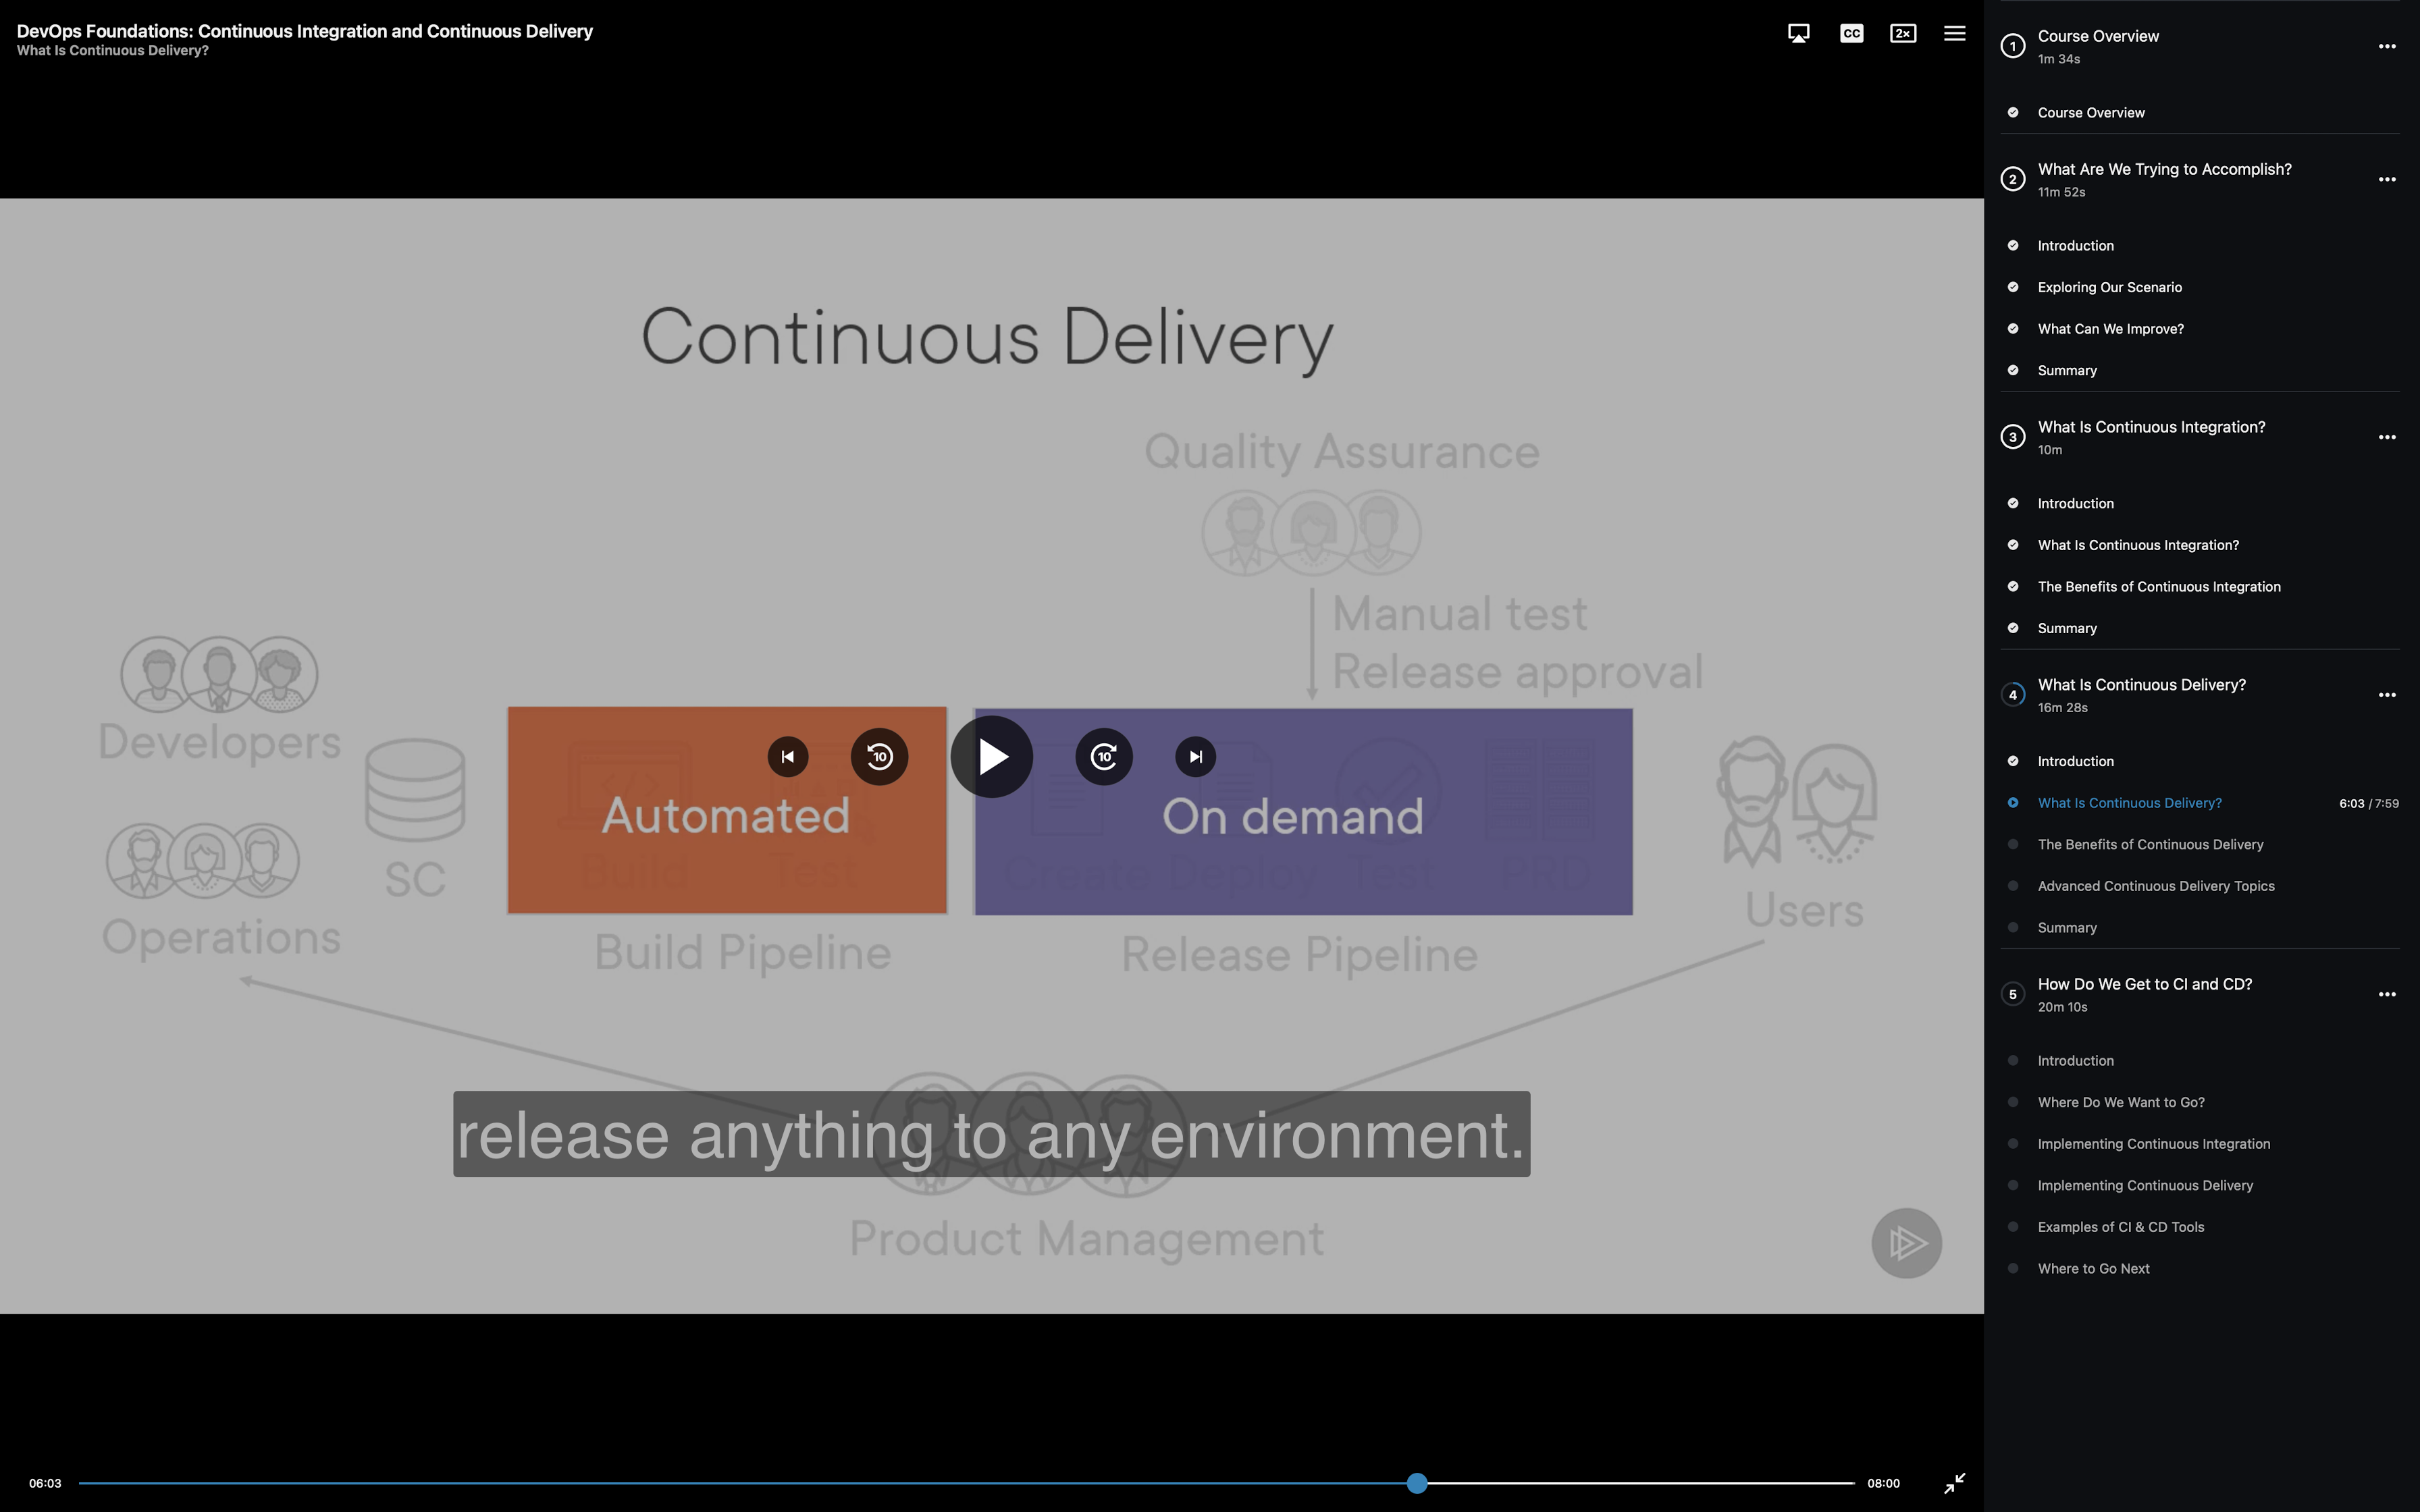 DevOps Foundations: Continuous Integration and Continuous Delivery
What Is Continuous Delivery?
CC
2×
Continuous Delivery
Quality Assurance
Manual test
Release approval
Developers
Operations
SC
10
10
Automated
On demand
Build Test
Create Deploy Test PRD
Build Pipeline
Release Pipeline
Users
release anything to any environment.
Product Management
06:03
08:00
1
Course Overview
1m 34s
Course Overview
2
What Are We Trying to Accomplish?
11m 52s
Introduction
Exploring Our Scenario
What Can We Improve?
Summary
3
What Is Continuous Integration?
10m
Introduction
What Is Continuous Integration?
The Benefits of Continuous Integration
Summary
4
What Is Continuous Delivery?
16m 28s
Introduction
What Is Continuous Delivery?
6:03 / 7:59
The Benefits of Continuous Delivery
Advanced Continuous Delivery Topics
Summary
5
How Do We Get to CI and CD?
20m 10s
Introduction
Where Do We Want to Go?
Implementing Continuous Integration
Implementing Continuous Delivery
Examples of CI & CD Tools
Where to Go Next